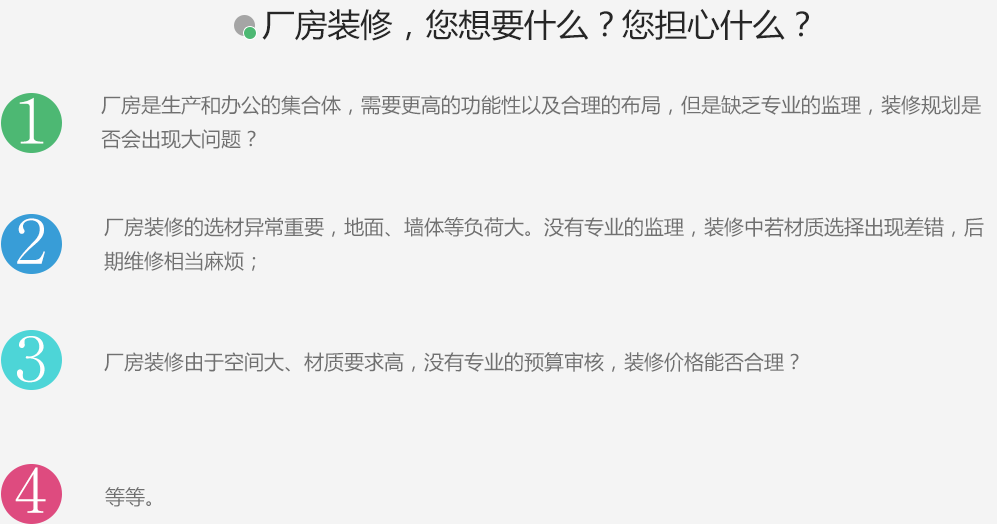 厂房装修，您想要什么？您担心什么？
1
厂房是生产和办公的集合体，需要更高的功能性以及合理的布局，但是缺乏专业的监理，装修规划是
否会出现大问题？
2
厂房装修的选材异常重要，地面、墙体等负荷大。没有专业的监理，装修中若材质选择出现差错，后
期维修相当麻烦；
3
厂房装修由于空间大、材质要求高，没有专业的预算审核，装修价格能否合理？
4
等等。